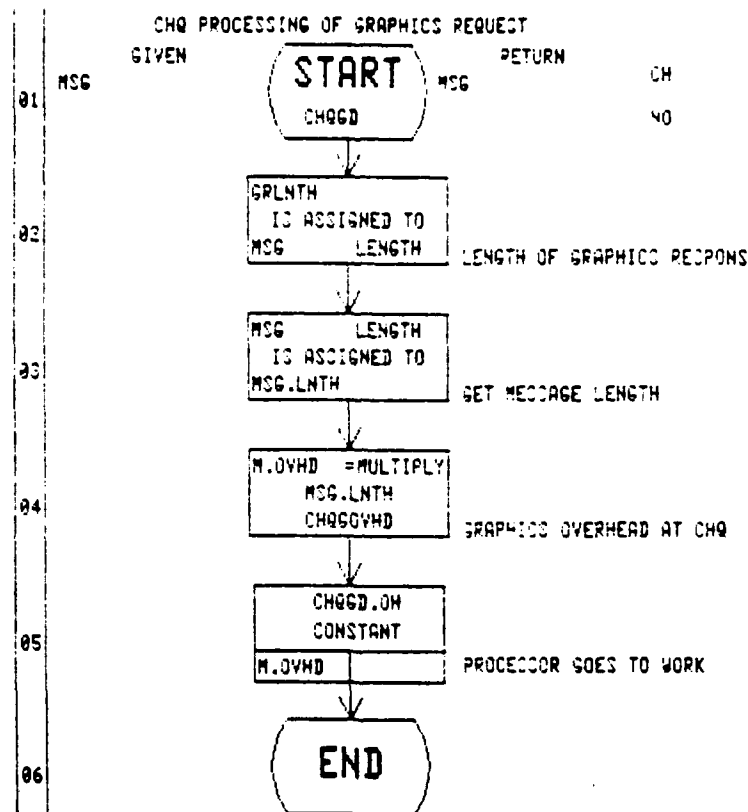 CHQ PROCESSING OF GRAPHICS REQUEST
GIVEN RETURN
01 MSG START MSG CH
CHQGD NO
GRLNTH
IS ASSIGNED TO
02 MSG LENGTH LENGTH OF GRAPHICS RESPONS
MSG LENGTH
03 IS ASSIGNED TO
MSG.LNTH GET MESSAGE LENGTH
M.OVHD =MULTIPLY
04 MSG.LNTH
CHQGOVHD GRAPHICS OVERHEAD AT CHQ
CHQGD.OH
05 CONSTANT
M.OVHD PROCESSOR GOES TO WORK
06 END